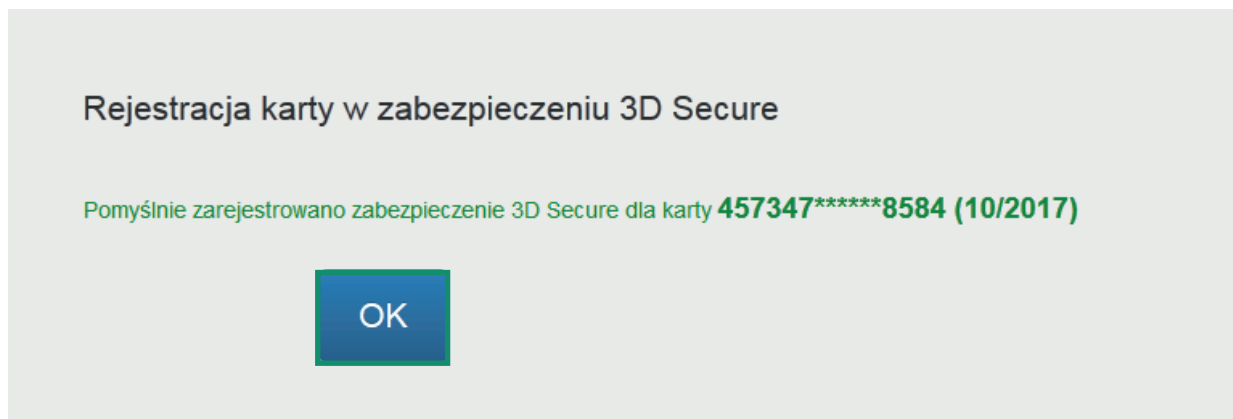 Rejestracja karty w zabezpieczeniu 3D Secure
Pomyślnie zarejestrowano zabezpieczenie 3D Secure dla karty 457347******8584 (10/2017)
OK